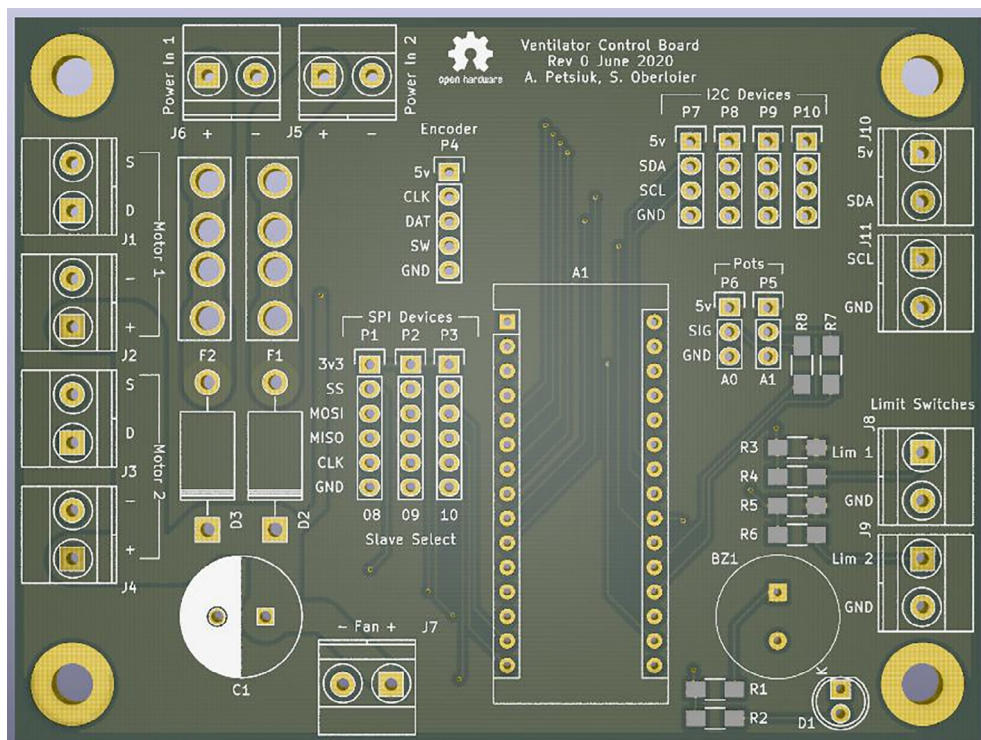 Power In 1
Power In 2
open hardware
Ventilator Control Board
Rev 0 June 2020
A. Petsiuk, S. Oberloier
J6 + -
J5 + -
Encoder
P4
5v
CLK
DAT
SW
GND
I2C Devices
P7 P8 P9 P10
5v
SDA
SCL
GND
J10
5v
SDA
J11
SCL
GND
S
D
J1
Motor 1
-
+
J2
S
D
J3
Motor 2
-
+
J4
F2 F1
D3 D2
C1
SPI Devices
P1 P2 P3
3v3
SS
MOSI
MISO
CLK
GND
08 09 10
Slave Select
A1
Pots
P6 P5
5v
SIG
GND
A0 A1
R8 R7
Limit Switches
J8
Lim 1
GND
J9
Lim 2
GND
R3
R4
R5
R6
BZ1
- Fan + J7
R1
R2
K
D1